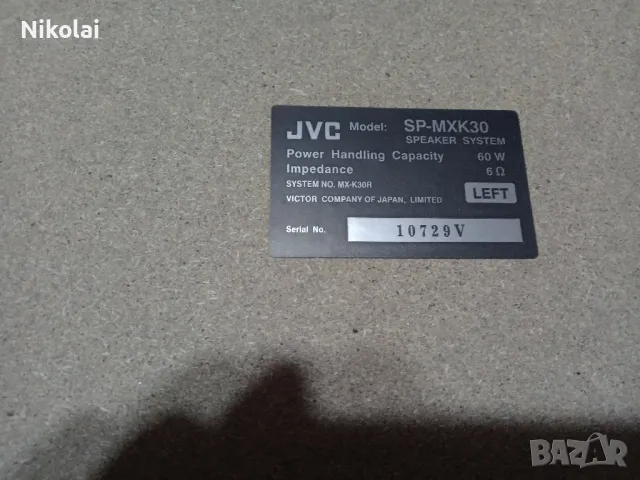 Nikolai
JVC Model: SP-MXK30
SPEAKER SYSTEM
Power Handling Capacity 60 W
Impedance 6 Ω
SYSTEM NO. MX-K30R
VICTOR COMPANY OF JAPAN, LIMITED
LEFT
Serial No. 10729V
BAZAR